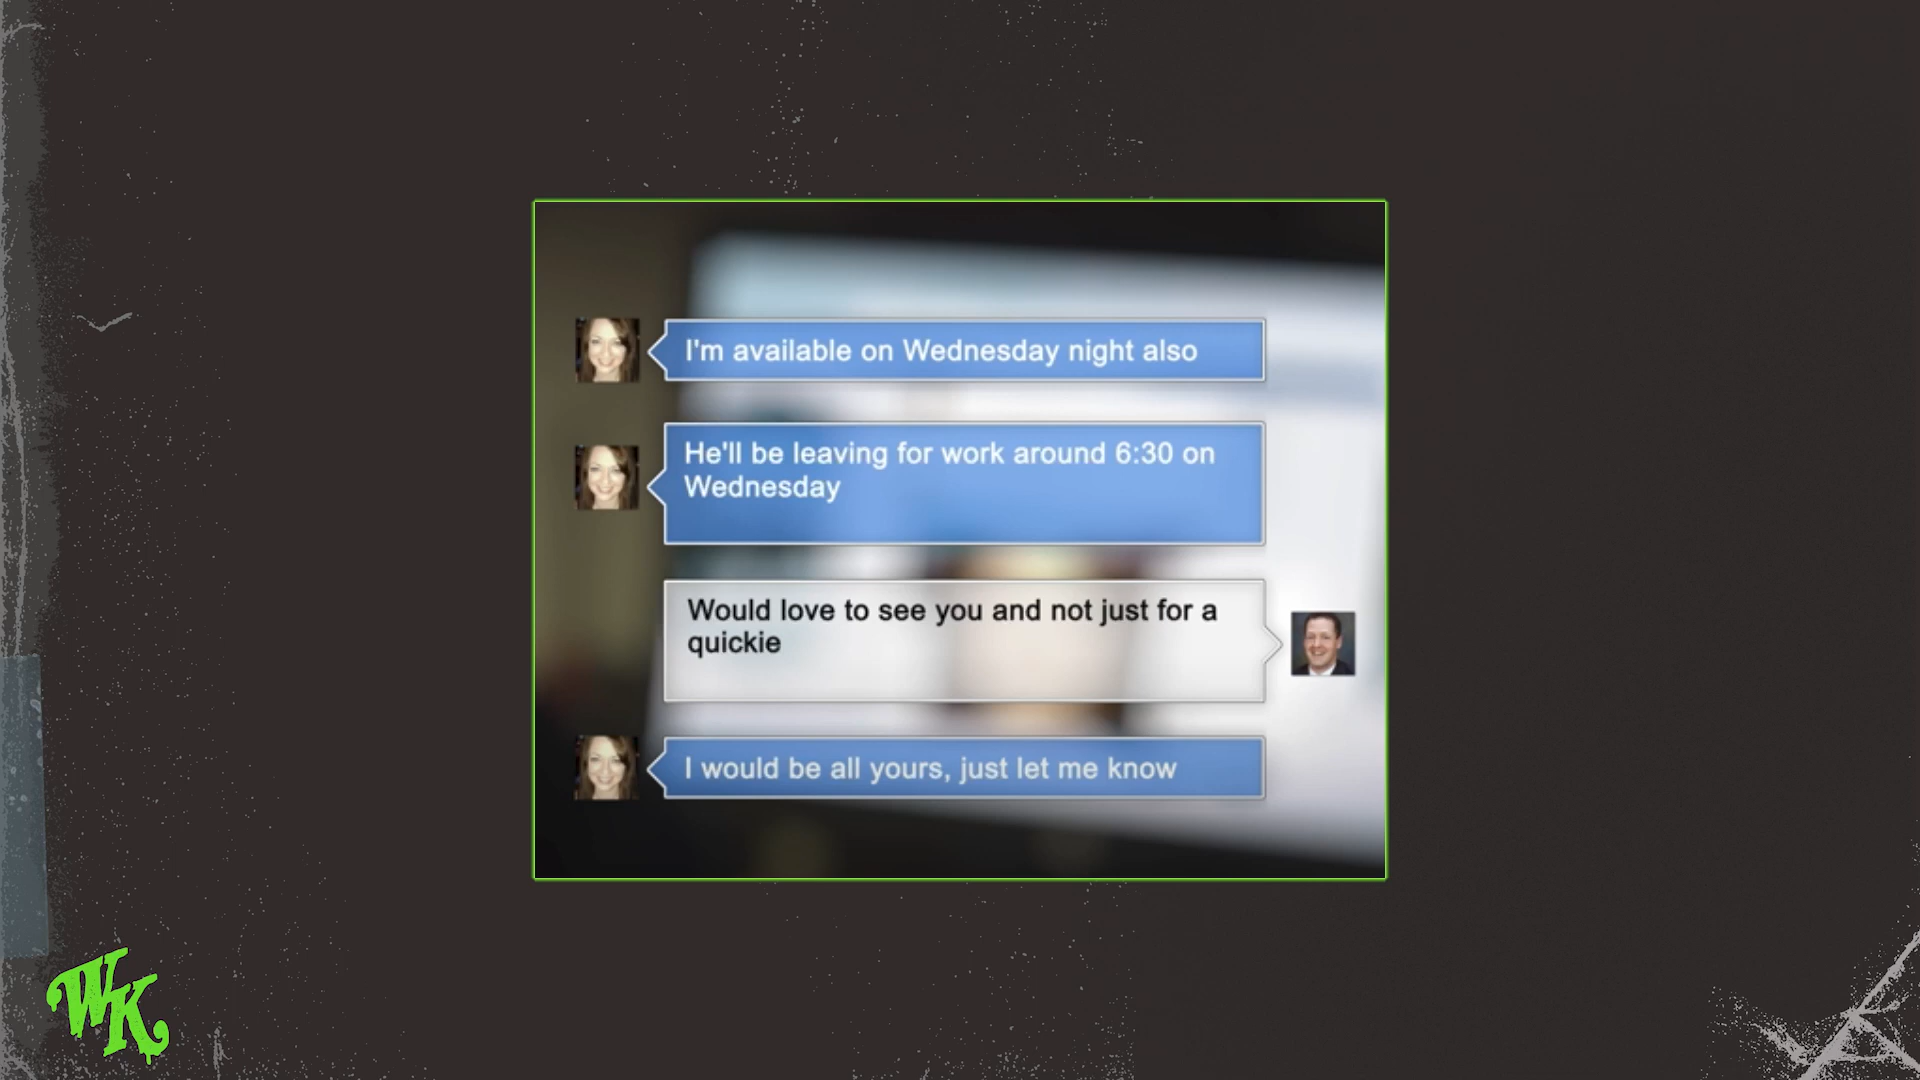 I'm available on Wednesday night also
He'll be leaving for work around 6:30 on
Wednesday
Would love to see you and not just for a
quickie
I would be all yours, just let me know
WK